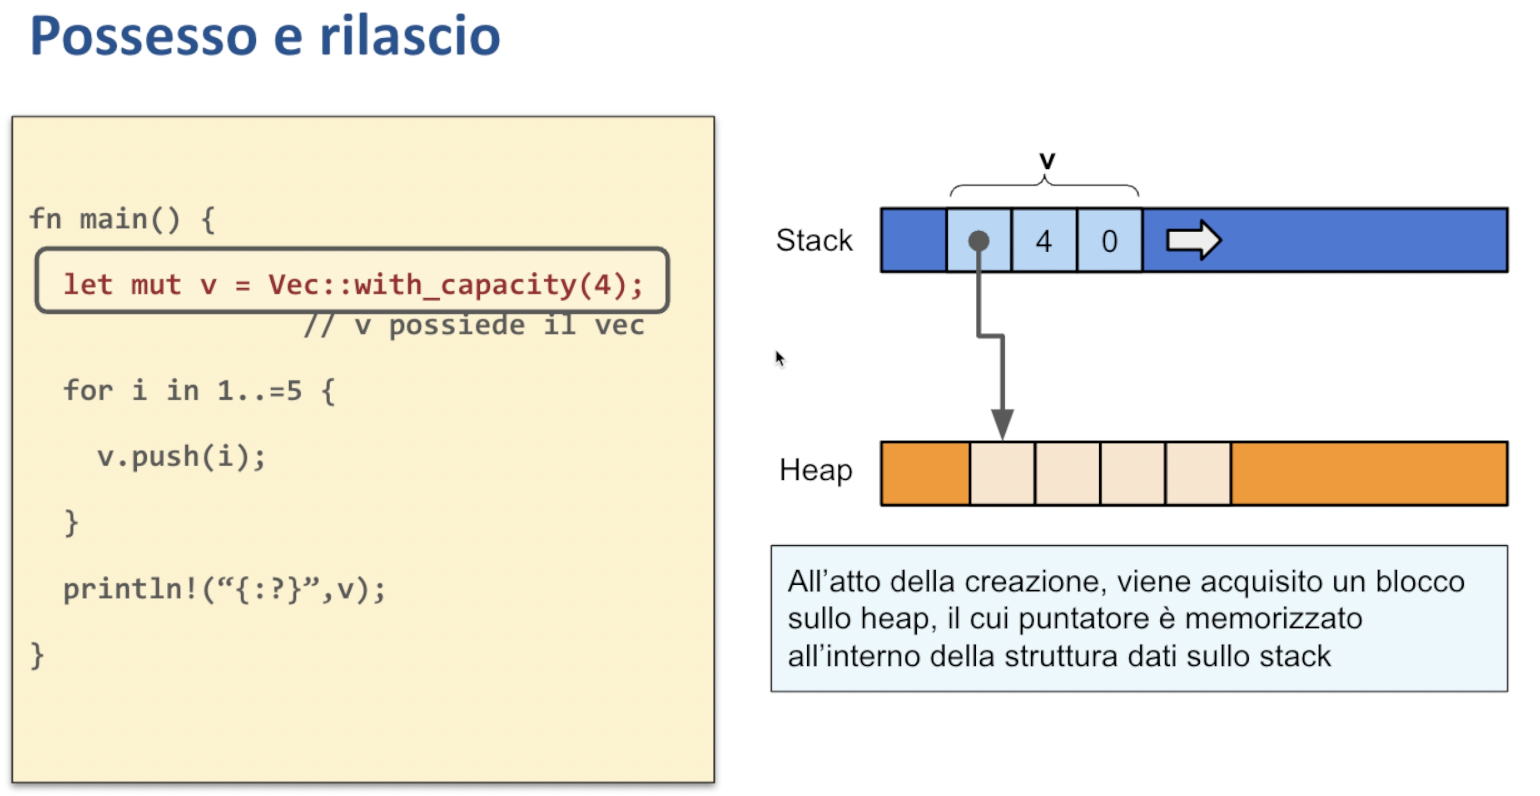 Possesso e rilascio
fn main() {
let mut v = Vec::with_capacity(4);
// v possiede il vec
for i in 1..=5 {
v.push(i);
}
println!(“{:?}”,v);
}
v
Stack
4
0
Heap
All’atto della creazione, viene acquisito un blocco
sullo heap, il cui puntatore è memorizzato
all’interno della struttura dati sullo stack